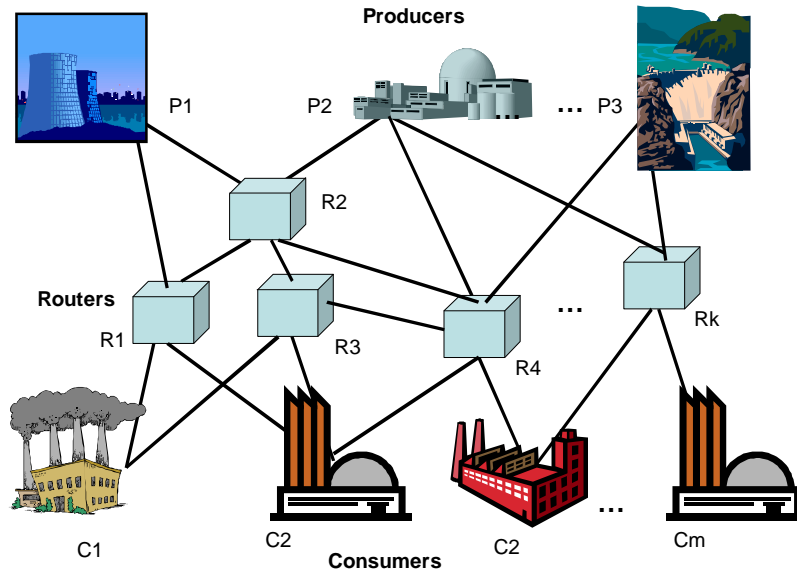 Producers
P1
P2
... P3
R2
Routers
...
R1
R3
R4
Rk
...
C1
C2
C2
Cm
Consumers